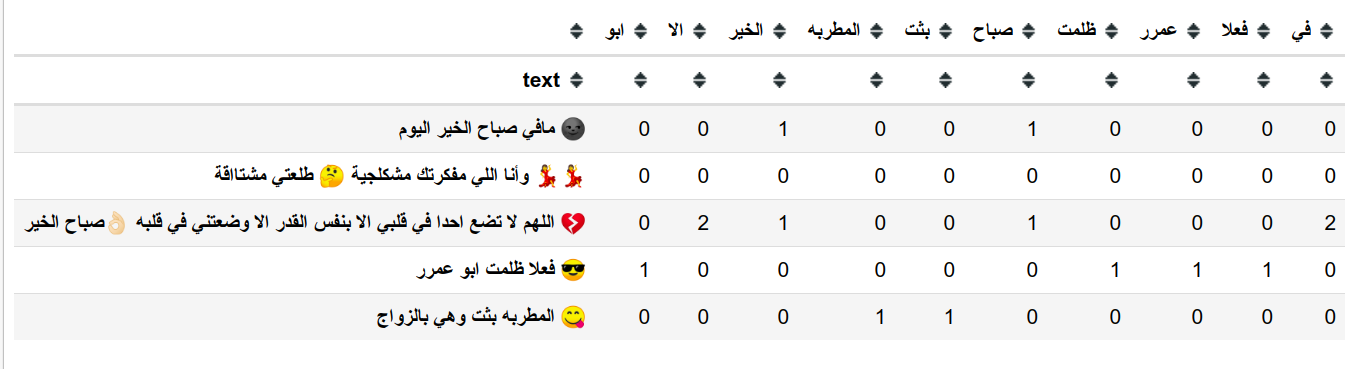 ابو الا الخير المطربه بثت صباح ظلمت عمرر فعلا في
text
🌚 مافي صباح الخير اليوم 0 0 1 0 0 1 0 0 0 0
💃💃 وأنا اللي مفكرتك مشكلجية 🤔 طلعتي مشتااقة 0 0 0 0 0 0 0 0 0 0
💔 اللهم لا تضع احدا في قلبي الا بنفس القدر الا وضعتني في قلبه 👌🏻صباح الخير 0 2 1 0 0 1 0 0 0 2
😎 فعلا ظلمت ابو عمرر 1 0 0 0 0 0 1 1 1 0
😋 المطربه بثت وهي بالزواج 0 0 0 1 1 0 0 0 0 0